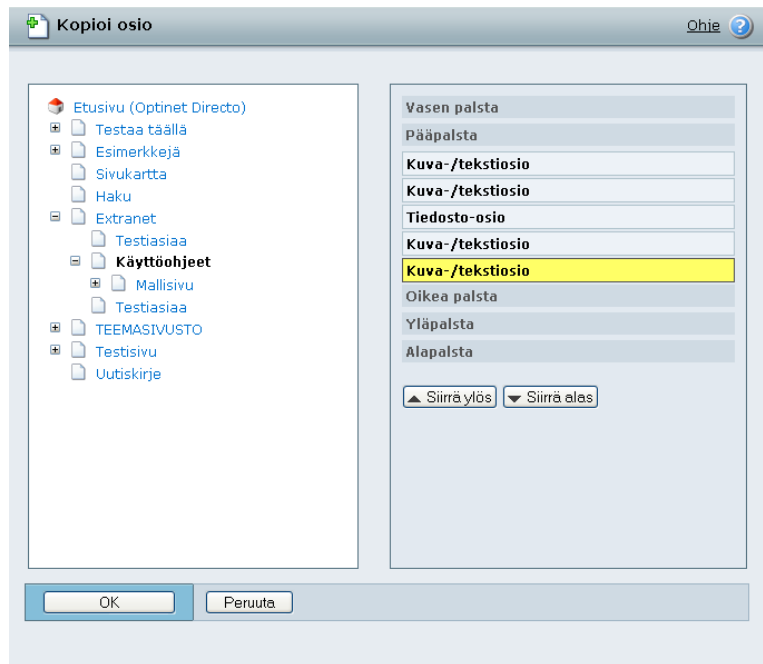 Kopioi osio
Ohje
Etusivu (Optinet Directo)
Testaa täällä
Esimerkkejä
Sivukartta
Haku
Extranet
Testiasiaa
Käyttöohjeet
Mallisivu
Testiasiaa
TEEMASIVUSTO
Testisivu
Uutiskirje
Vasen palsta
Pääpalsta
Kuva-/tekstiosio
Kuva-/tekstiosio
Tiedosto-osio
Kuva-/tekstiosio
Kuva-/tekstiosio
Oikea palsta
Yläpalsta
Alapalsta
Siirrä ylös Siirrä alas
OK Peruuta